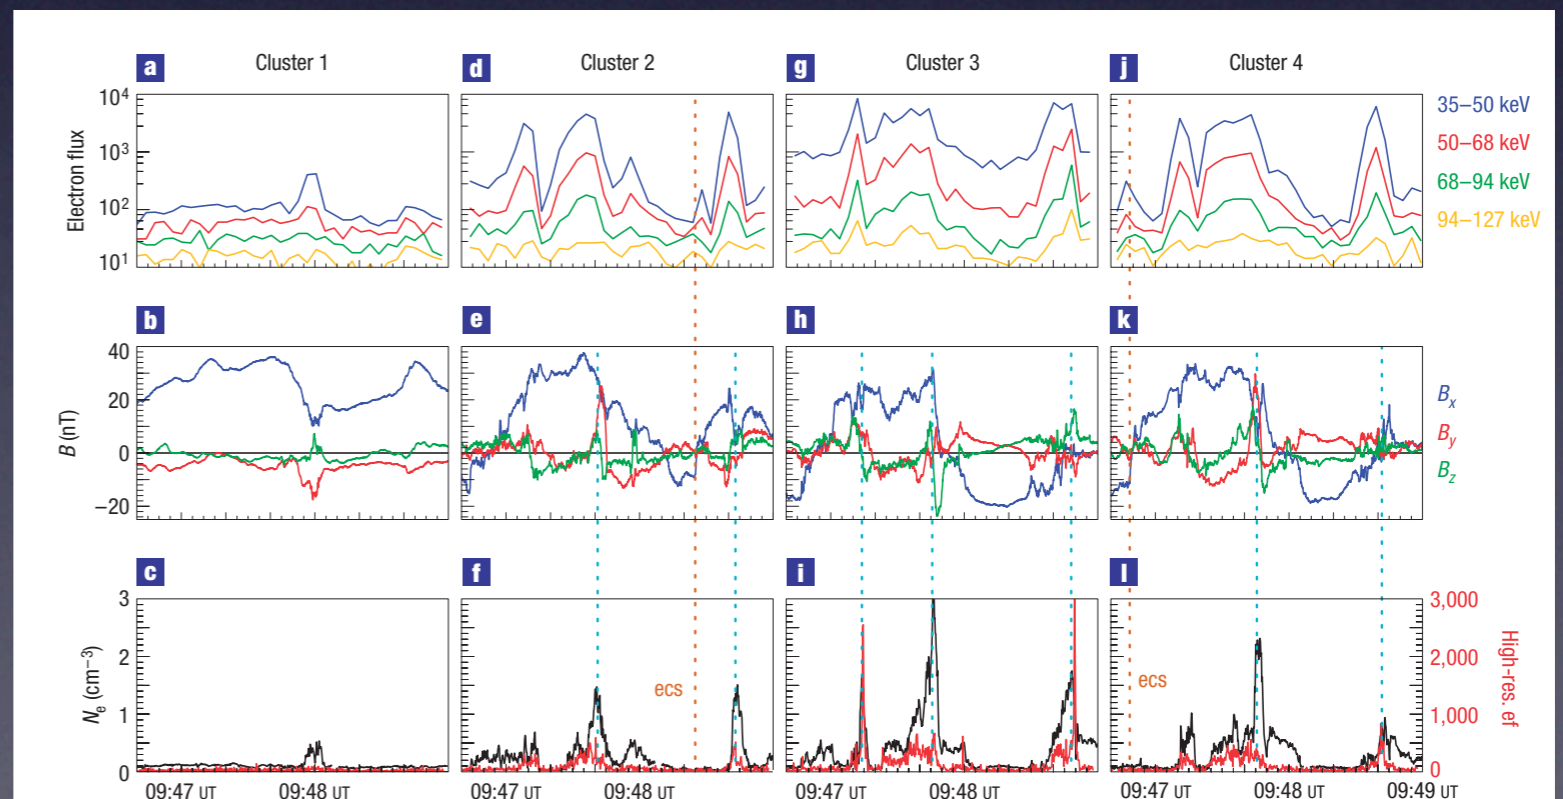 a Cluster 1 d Cluster 2 g Cluster 3 j Cluster 4
10⁴
10³
10²
10¹
Electron flux
35–50 keV
50–68 keV
68–94 keV
94–127 keV
b e h k
40
20
0
−20
B (nT)
Bx
By
Bz
c f i l
3
2
1
0
Ne (cm⁻³)
ecs
ecs
3,000
2,000
1,000
0
High-res. ef
09:47 UT 09:48 UT 09:47 UT 09:48 UT 09:47 UT 09:48 UT 09:47 UT 09:48 UT 09:49 UT